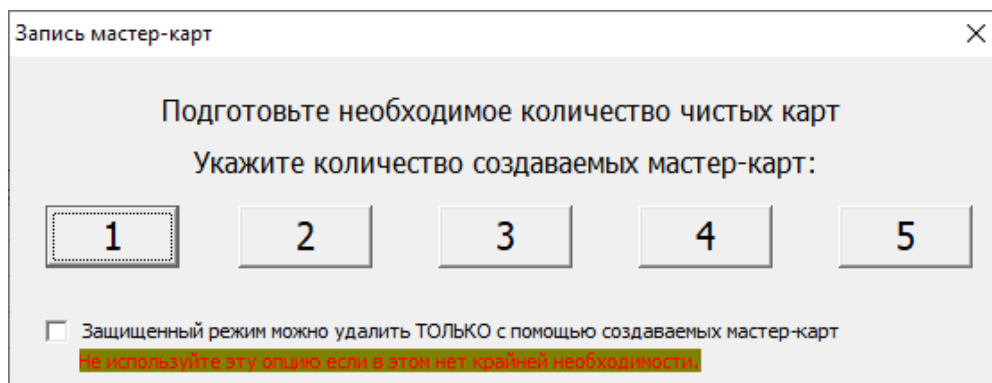 Запись мастер-карт
Подготовьте необходимое количество чистых карт
Укажите количество создаваемых мастер-карт:
1 2 3 4 5
Защищенный режим можно удалить ТОЛЬКО с помощью создаваемых мастер-карт
Не используйте эту опцию если в этом нет крайней необходимости.